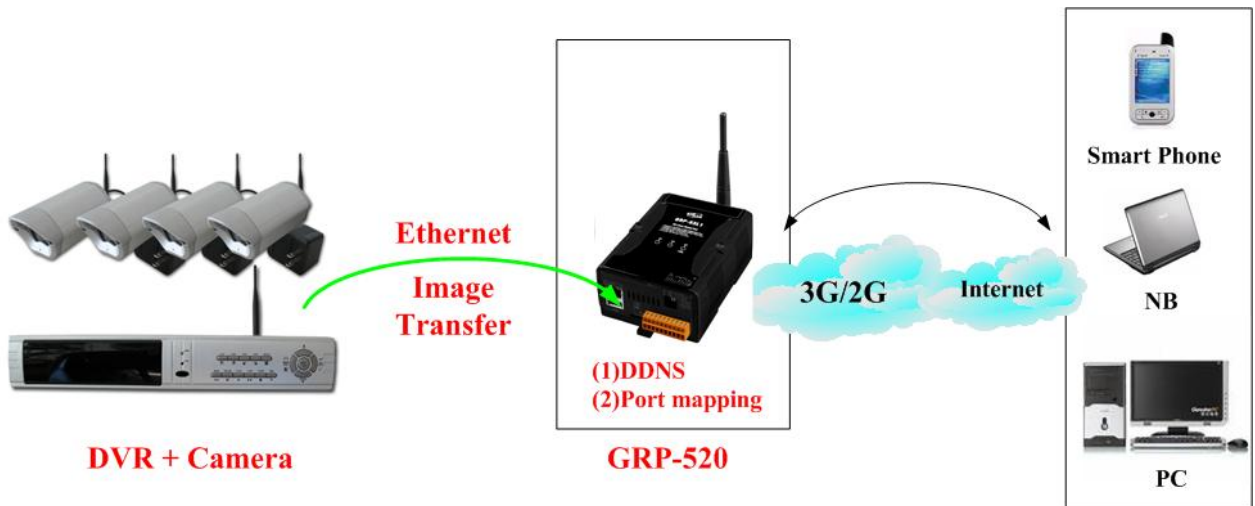 DVR + Camera
Ethernet
Image
Transfer
(1)DDNS
(2)Port mapping
GRP-520
3G/2G
Internet
Smart Phone
NB
PC